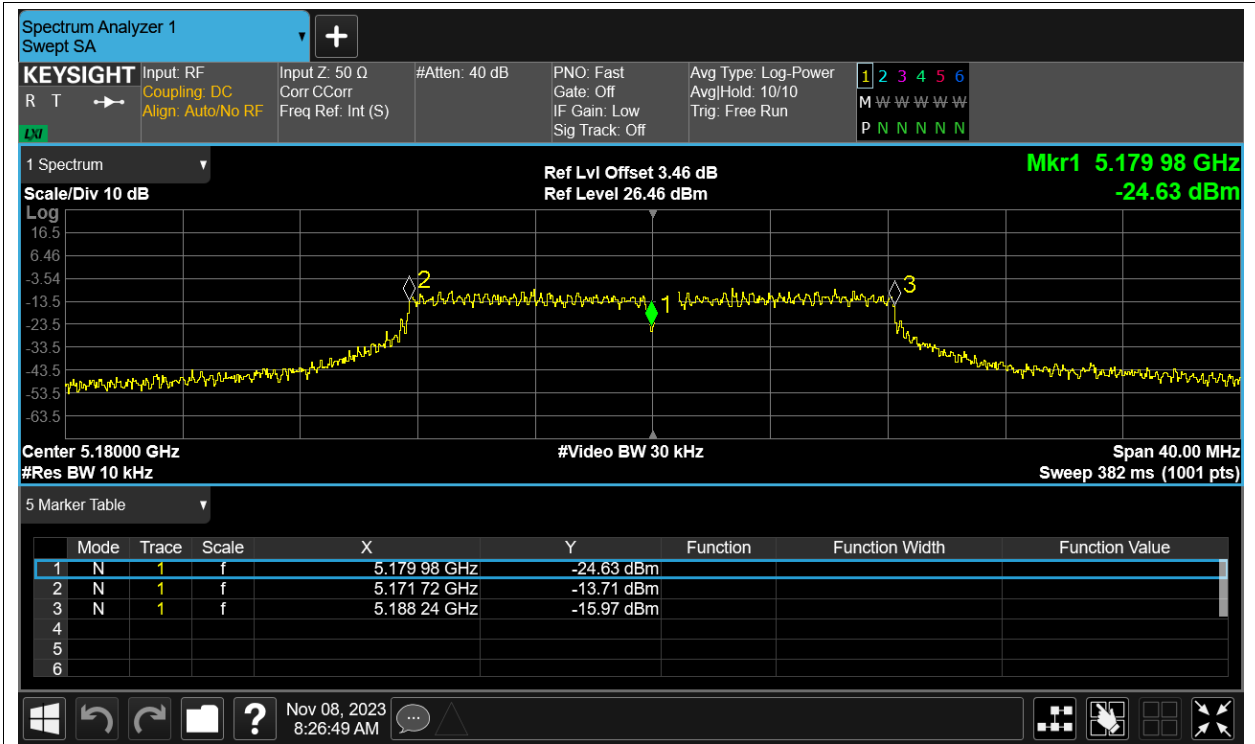 Spectrum Analyzer 1
Swept SA
KEYSIGHT
R T
LXI
Input: RF
Coupling: DC
Align: Auto/No RF
Input Z: 50 Ω
Corr CCorr
Freq Ref: Int (S)
#Atten: 40 dB
PNO: Fast
Gate: Off
IF Gain: Low
Sig Track: Off
Avg Type: Log-Power
Avg|Hold: 10/10
Trig: Free Run
1 2 3 4 5 6
M W W W W W W
P N N N N N
1 Spectrum
Scale/Div 10 dB
Ref Lvl Offset 3.46 dB
Ref Level 26.46 dBm
Mkr1 5.179 98 GHz
-24.63 dBm
Log
16.5
6.46
-3.54
-13.5
-23.5
-33.5
-43.5
-53.5
-63.5
2
1
3
Center 5.18000 GHz
#Video BW 30 kHz
Span 40.00 MHz
#Res BW 10 kHz
Sweep 382 ms (1001 pts)
5 Marker Table
Mode Trace Scale X Y Function Function Width Function Value
1 N 1 f 5.179 98 GHz -24.63 dBm
2 N 1 f 5.171 72 GHz -13.71 dBm
3 N 1 f 5.188 24 GHz -15.97 dBm
4
5
6
?
Nov 08, 2023
8:26:49 AM